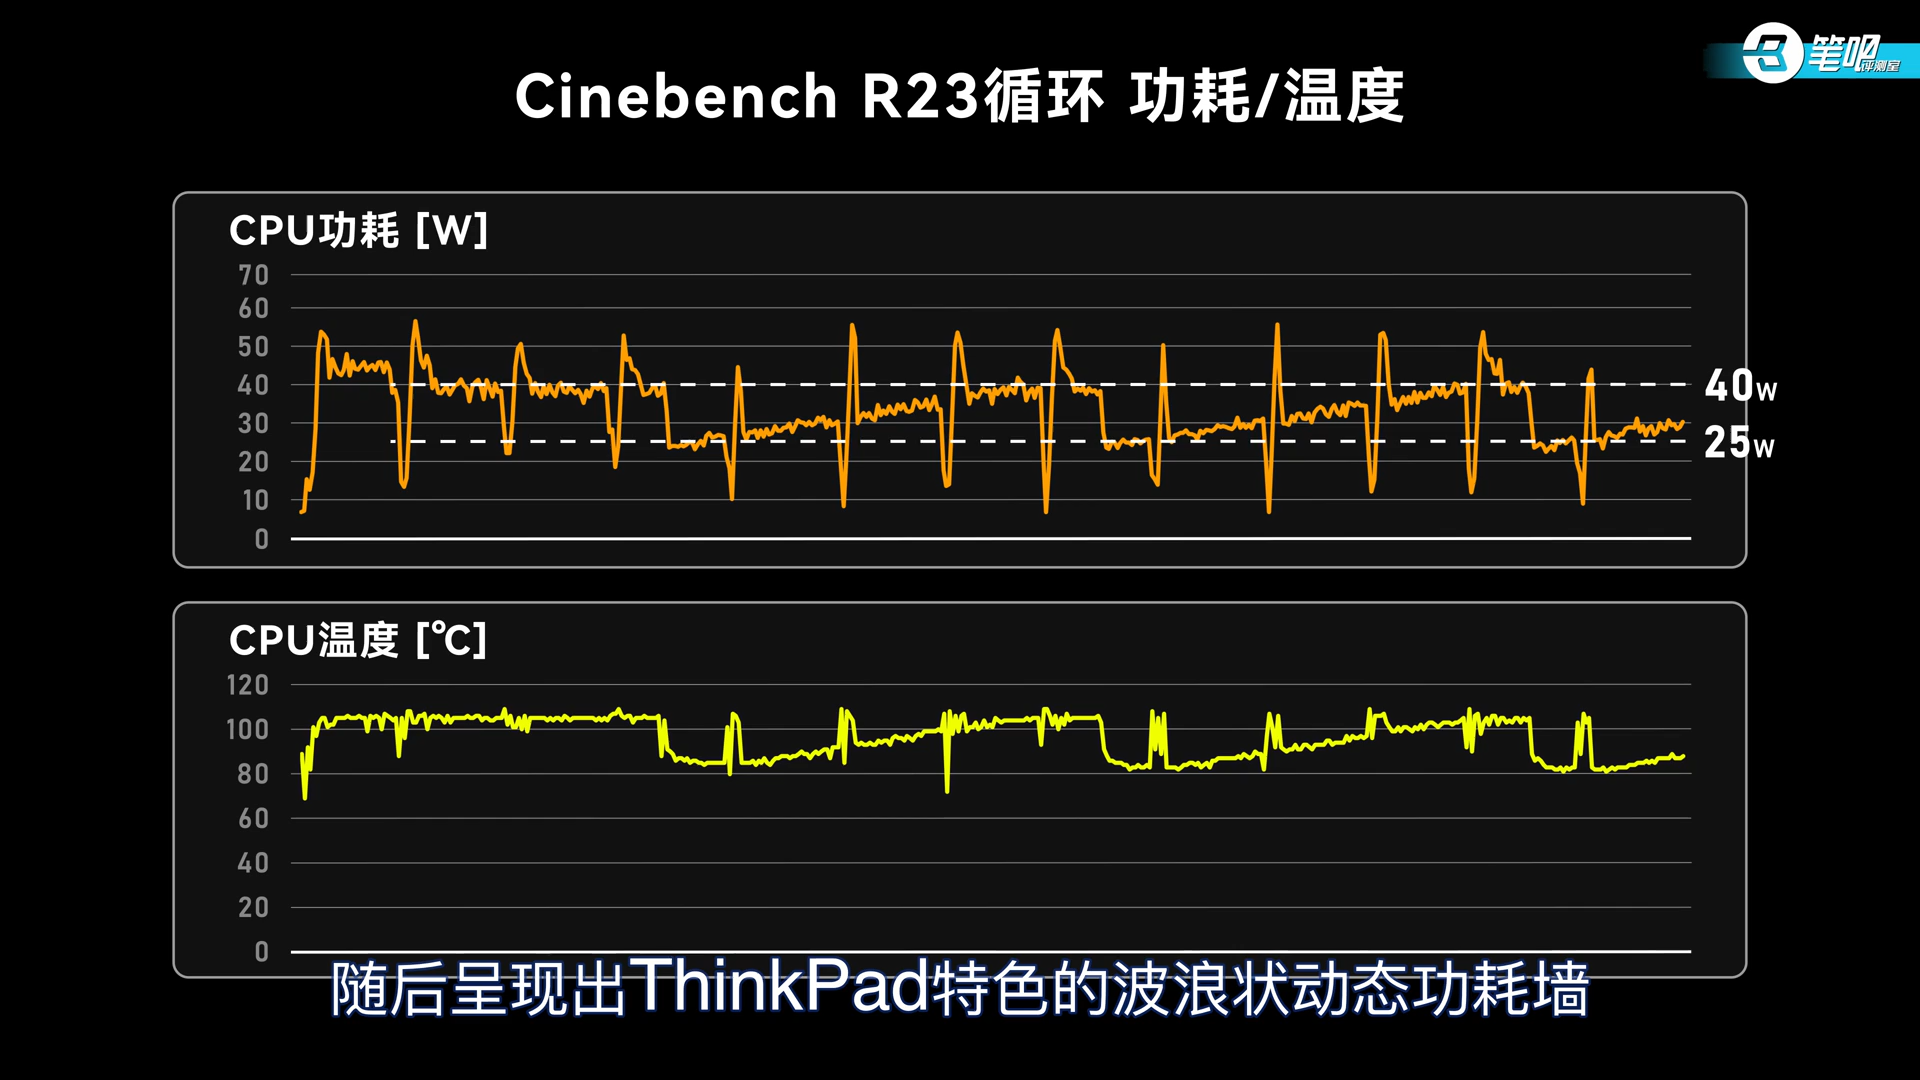 笔吧评测室
Cinebench R23循环 功耗/温度
CPU功耗 [W]
70
60
50
40
30
20
10
0
40W
25W
CPU温度 [℃]
120
100
80
60
40
20
0
随后呈现出ThinkPad特色的波浪状动态功耗墙